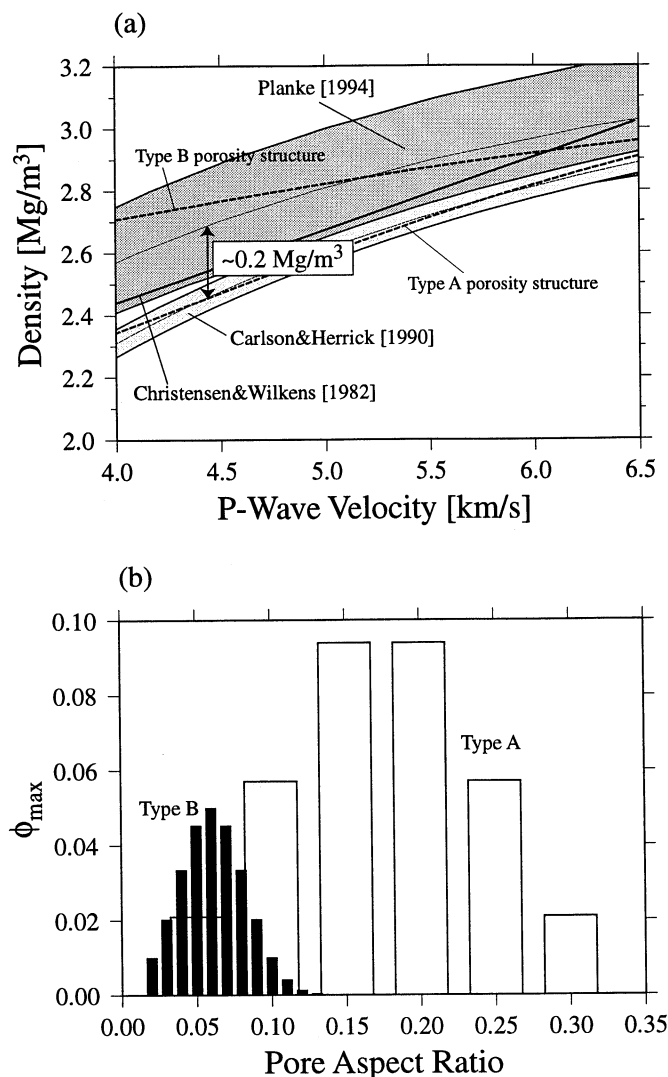 (a)
3.2
3.0
2.8
2.6
2.4
2.2
2.0
Density [Mg/m³]
Planke [1994]
Type B porosity structure
~0.2 Mg/m³
Type A porosity structure
Carlson&Herrick [1990]
Christensen&Wilkens [1982]
4.0 4.5 5.0 5.5 6.0 6.5
P-Wave Velocity [km/s]
(b)
0.10
0.08
0.06
0.04
0.02
0.00
ϕmax
Type A
Type B
0.00 0.05 0.10 0.15 0.20 0.25 0.30 0.35
Pore Aspect Ratio